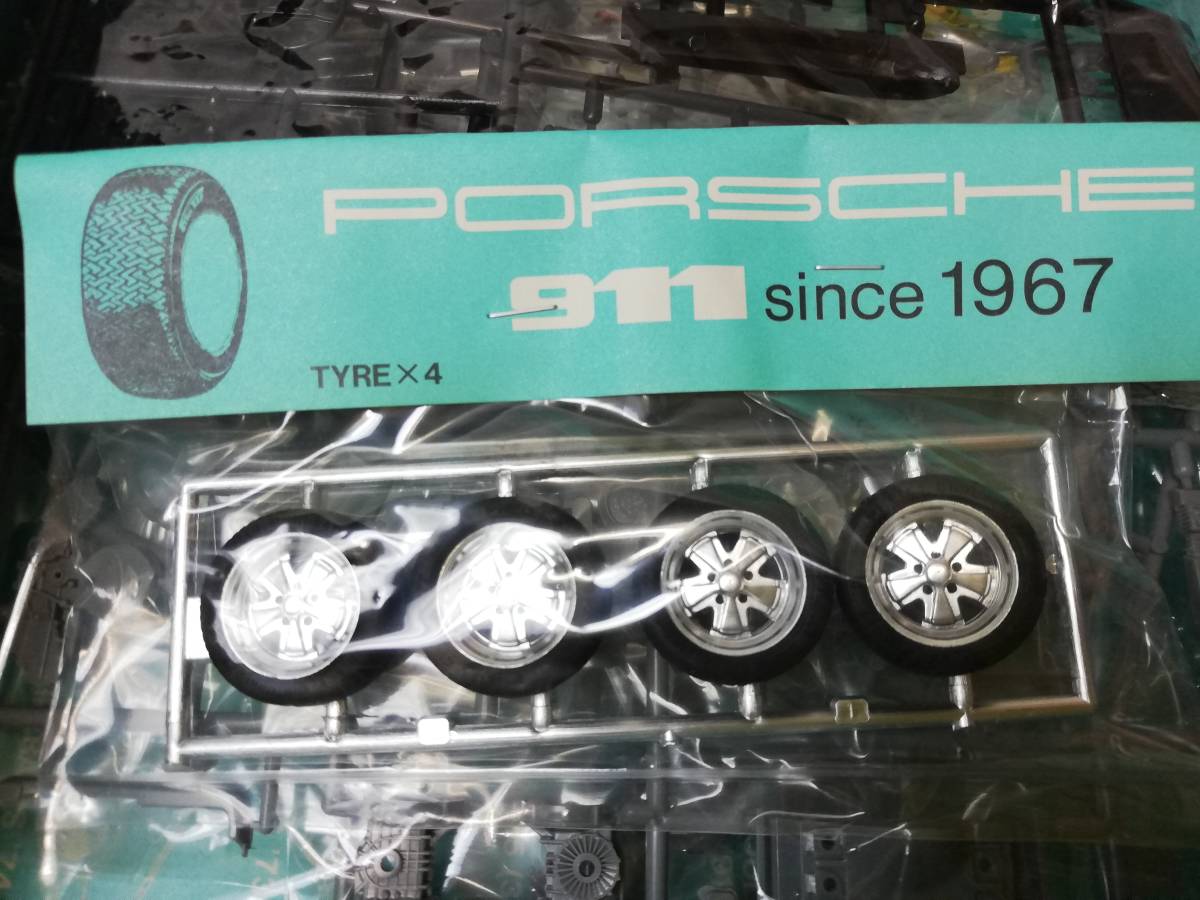 PORSCHE
911 since 1967
TYRE×4